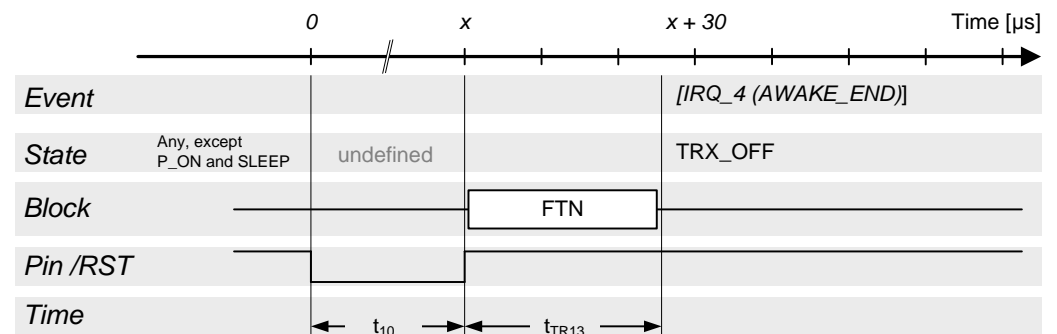 0 x x + 30 Time [µs]
Event [IRQ_4 (AWAKE_END)]
State Any, except P_ON and SLEEP undefined TRX_OFF
Block FTN
Pin /RST
Time t10 tTR13